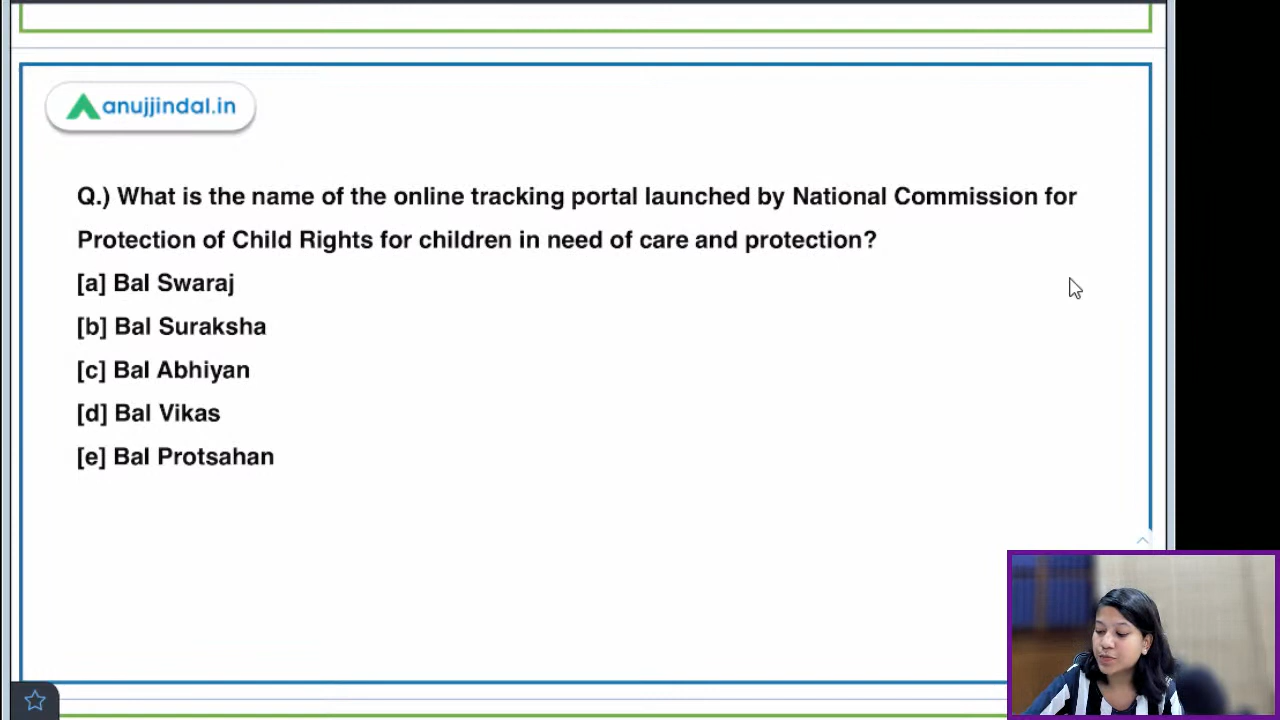 anujjindal.in
Q.) What is the name of the online tracking portal launched by National Commission for
Protection of Child Rights for children in need of care and protection?
[a] Bal Swaraj
[b] Bal Suraksha
[c] Bal Abhiyan
[d] Bal Vikas
[e] Bal Protsahan